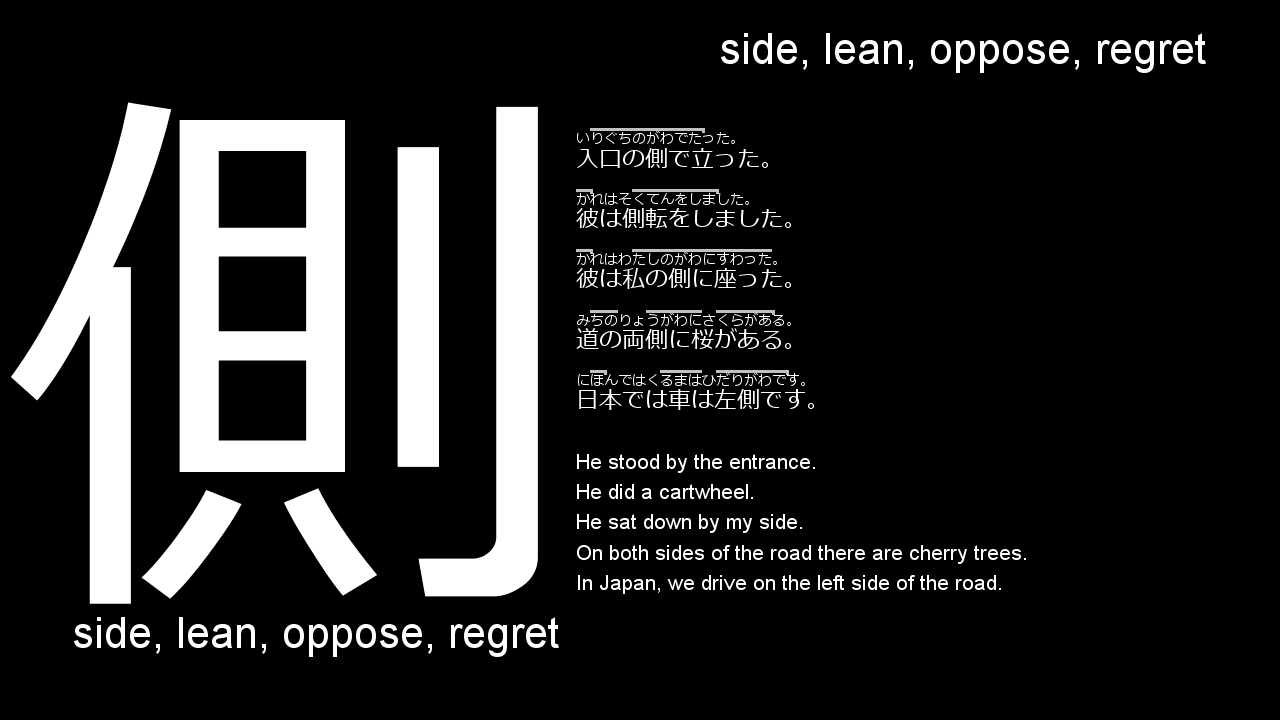 side, lean, oppose, regret
側
side, lean, oppose, regret
いりぐちのがわでたった。
入口の側で立った。
かれはそくてんをしました。
彼は側転をしました。
かれはわたしのがわにすわった。
彼は私の側に座った。
みちのりょうがわにさくらがある。
道の両側に桜がある。
にほんではくるまはひだりがわです。
日本では車は左側です。
He stood by the entrance.
He did a cartwheel.
He sat down by my side.
On both sides of the road there are cherry trees.
In Japan, we drive on the left side of the road.